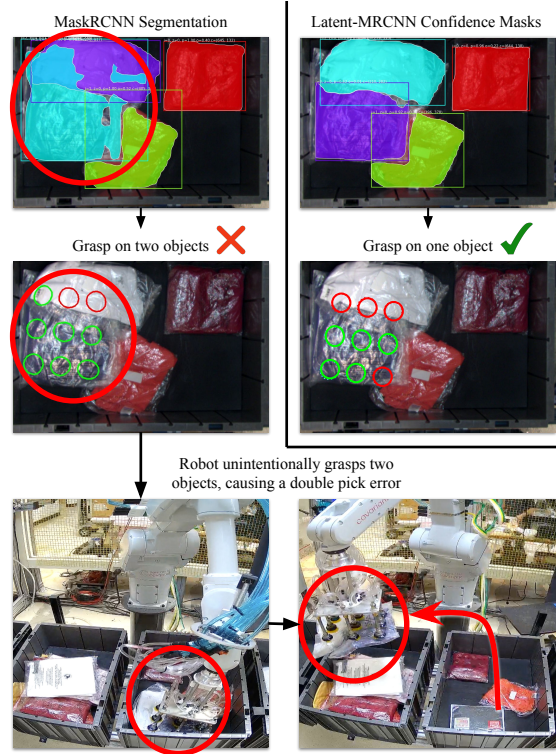 MaskRCNN Segmentation
Latent-MRCNN Confidence Masks
Grasp on two objects
Grasp on one object
Robot unintentionally grasps two
objects, causing a double pick error